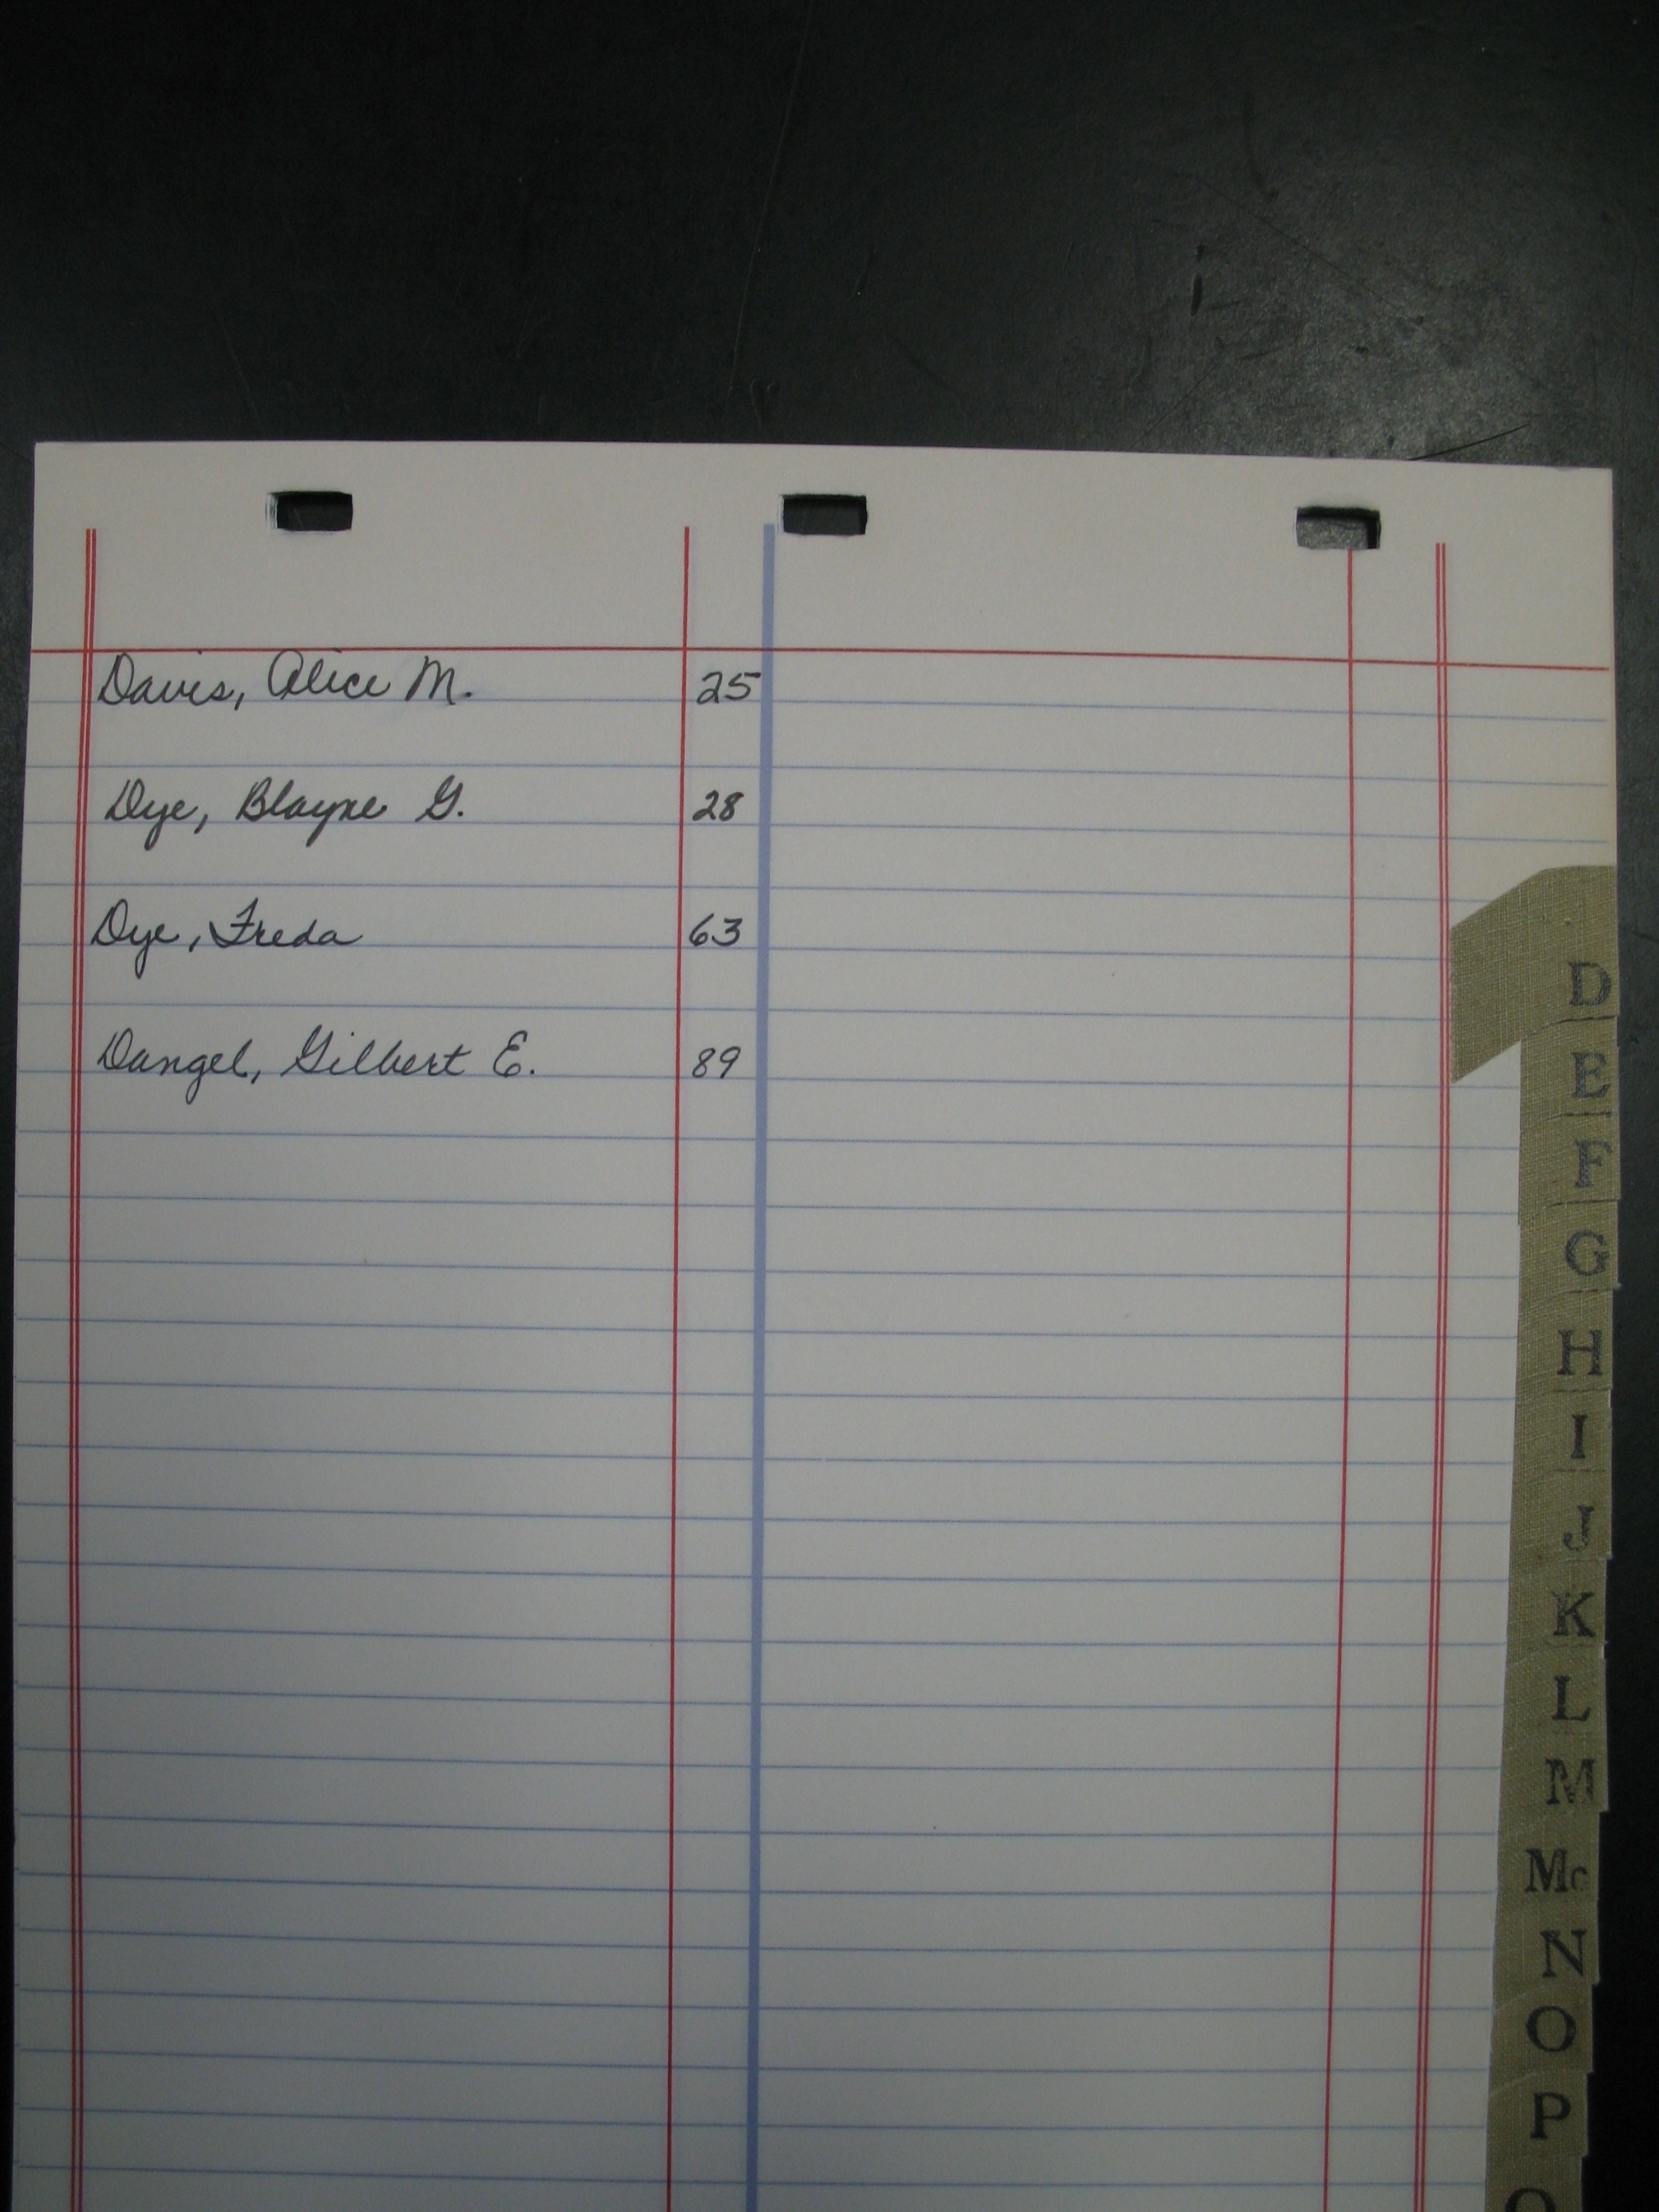 Davis, Alice M. 25
Dye, Blayne G. 28
Dye, Freda 63
Dangel, Gilbert E. 89
D
E
F
G
H
I
J
K
L
M
Mc
N
O
P